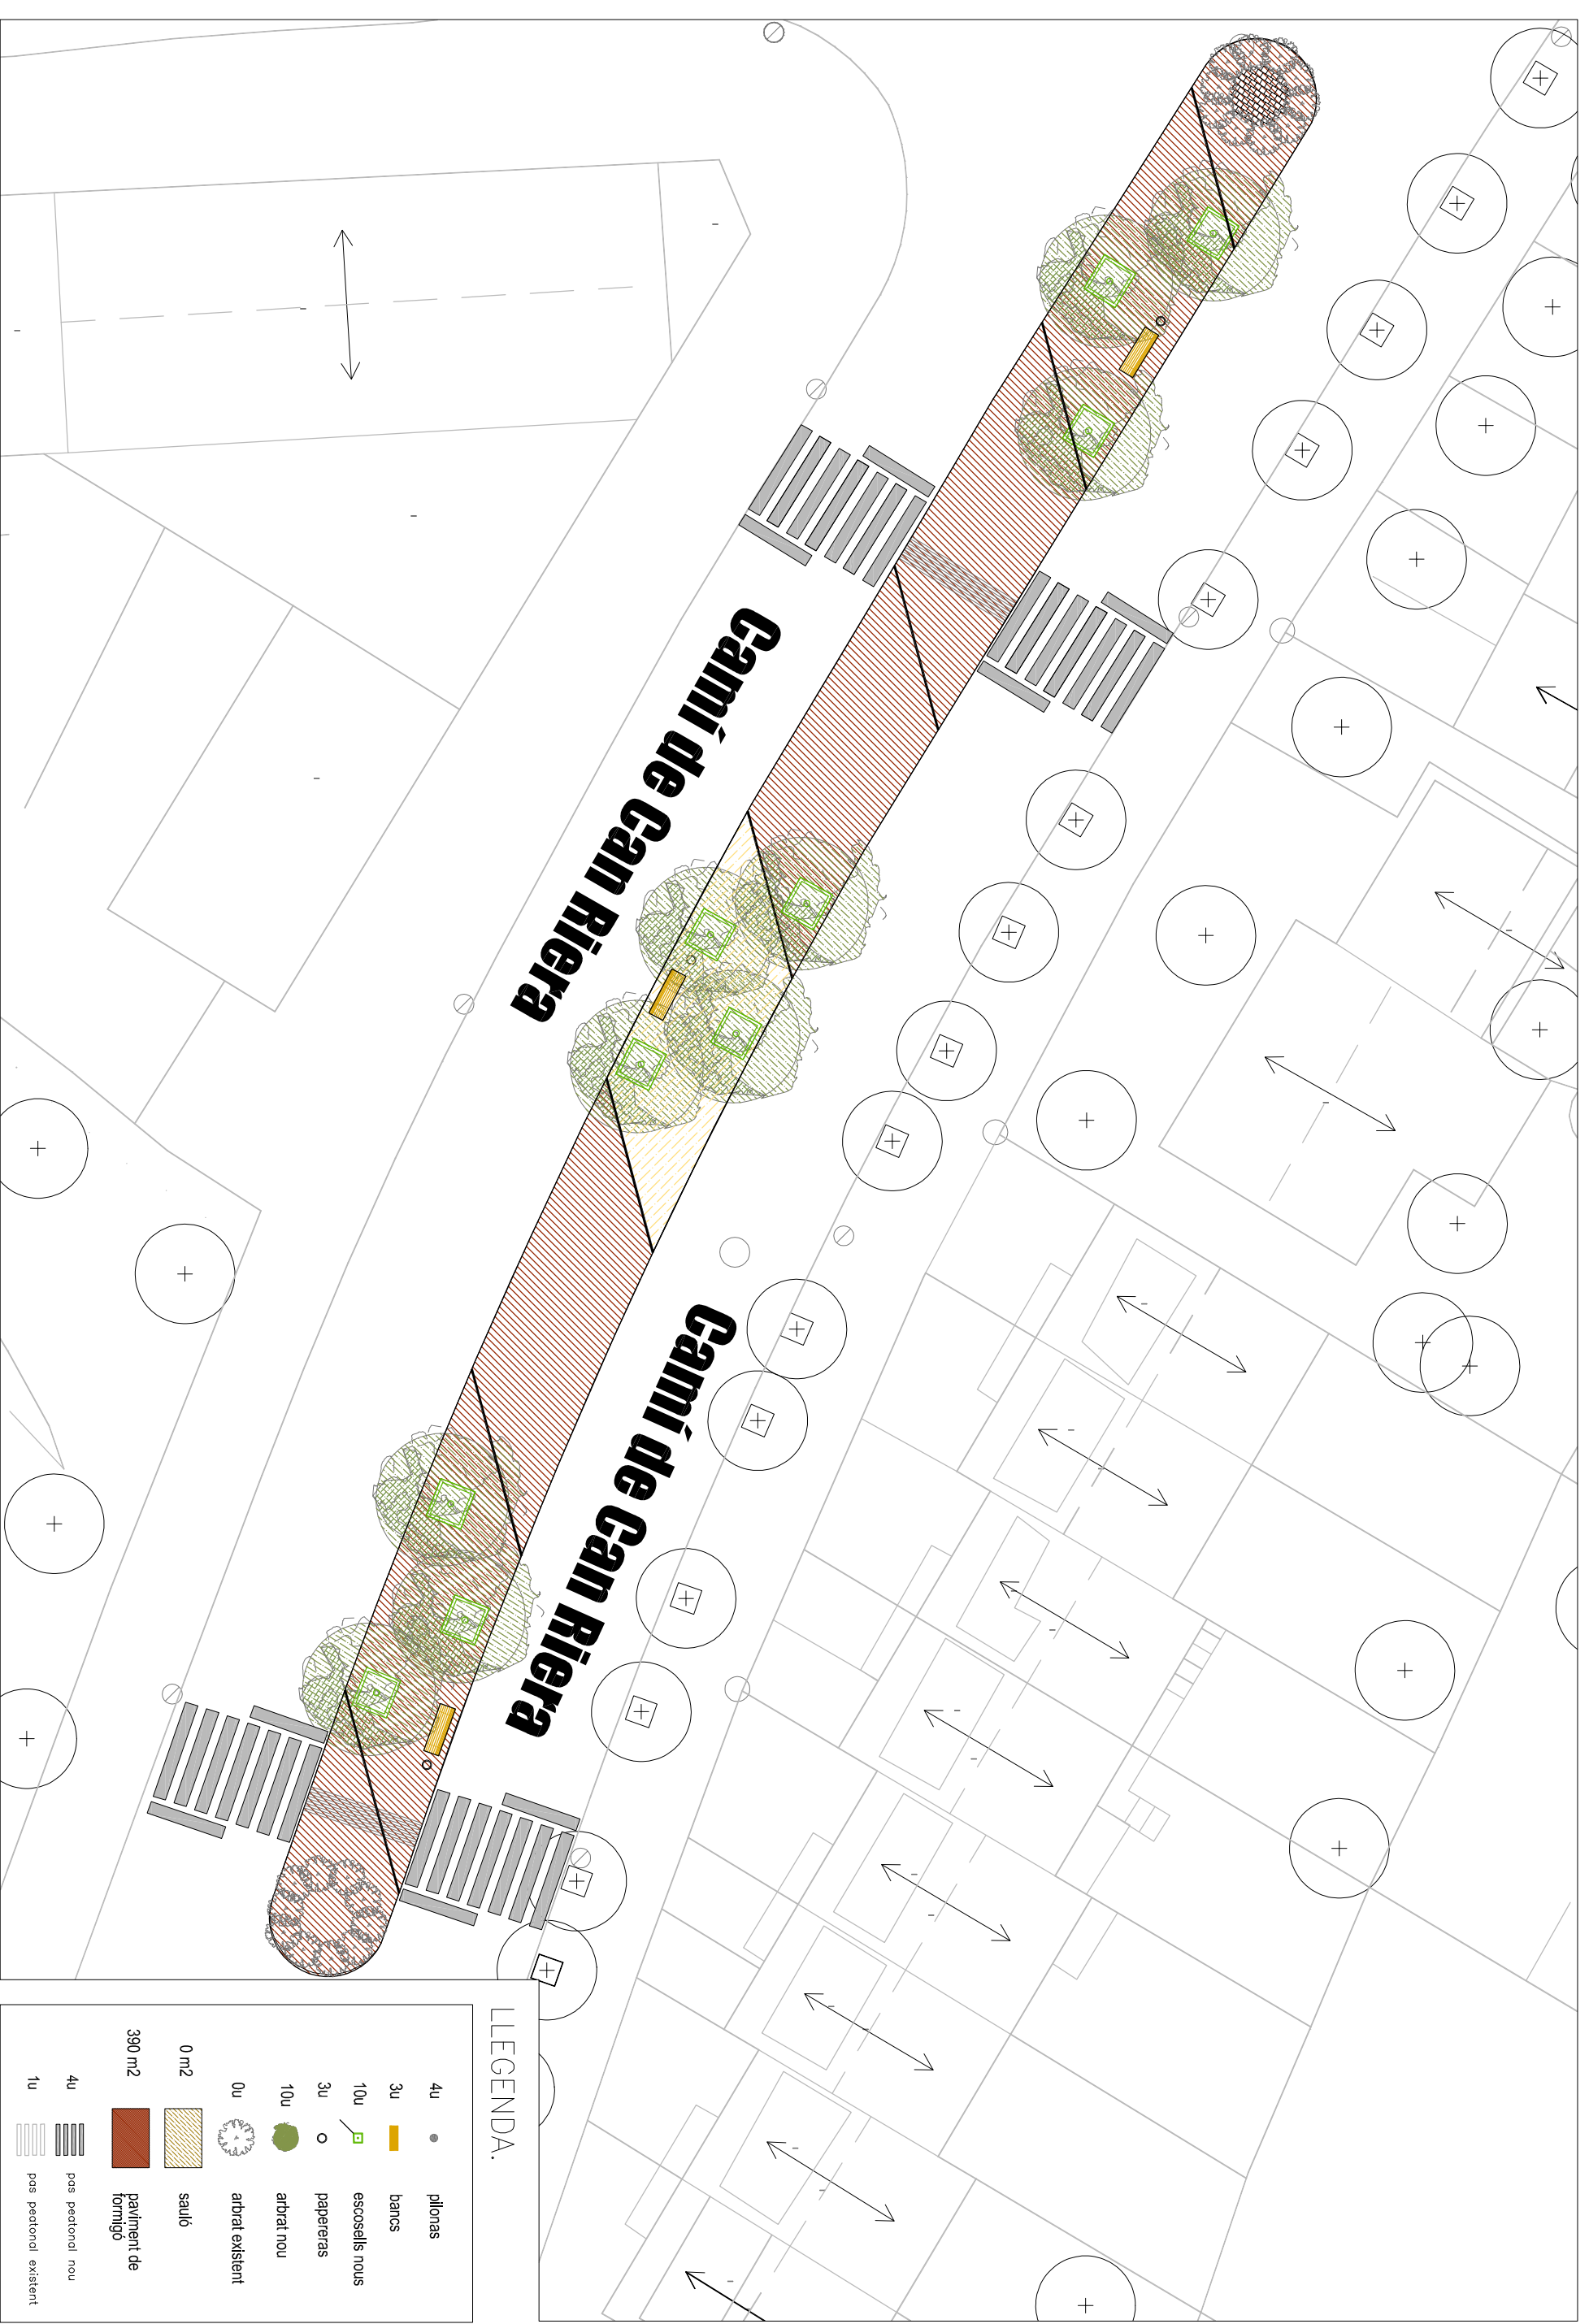 Camí de Can Riera
Camí de Can Riera
LLEGENDA.
4u pilonas
3u bancs
10u escosells nous
3u papereras
10u arbrat nou
0u arbrat existent
0 m2 sauló
390 m2 paviment de
formigó
4u pas peatonal nou
1u pas peatonal existent